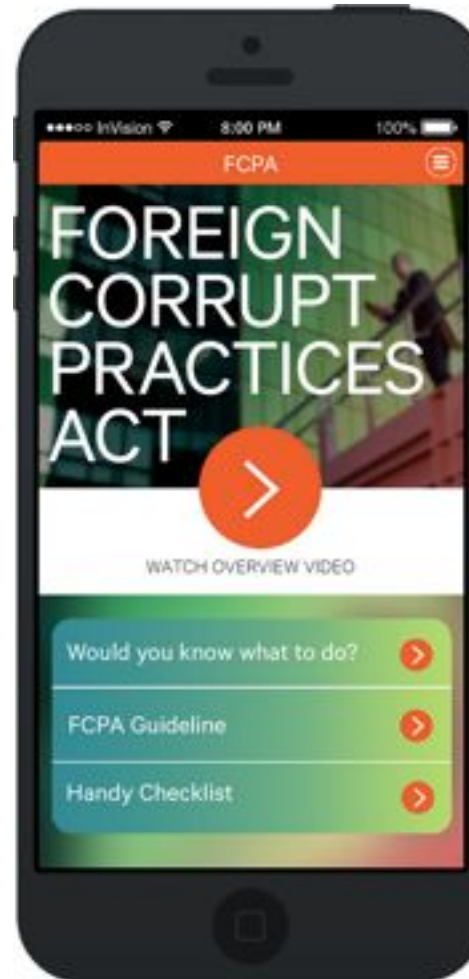 InVision 8:00 PM 100%
FCPA
FOREIGN
CORRUPT
PRACTICES
ACT
WATCH OVERVIEW VIDEO
Would you know what to do?
FCPA Guideline
Handy Checklist